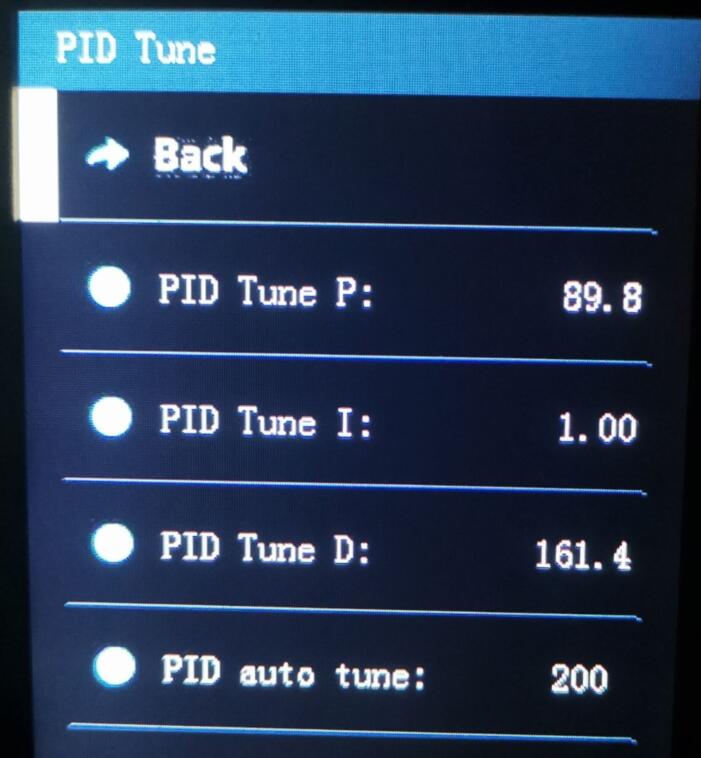 PID Tune
Back
PID Tune P: 89.8
PID Tune I: 1.00
PID Tune D: 161.4
PID auto tune: 200